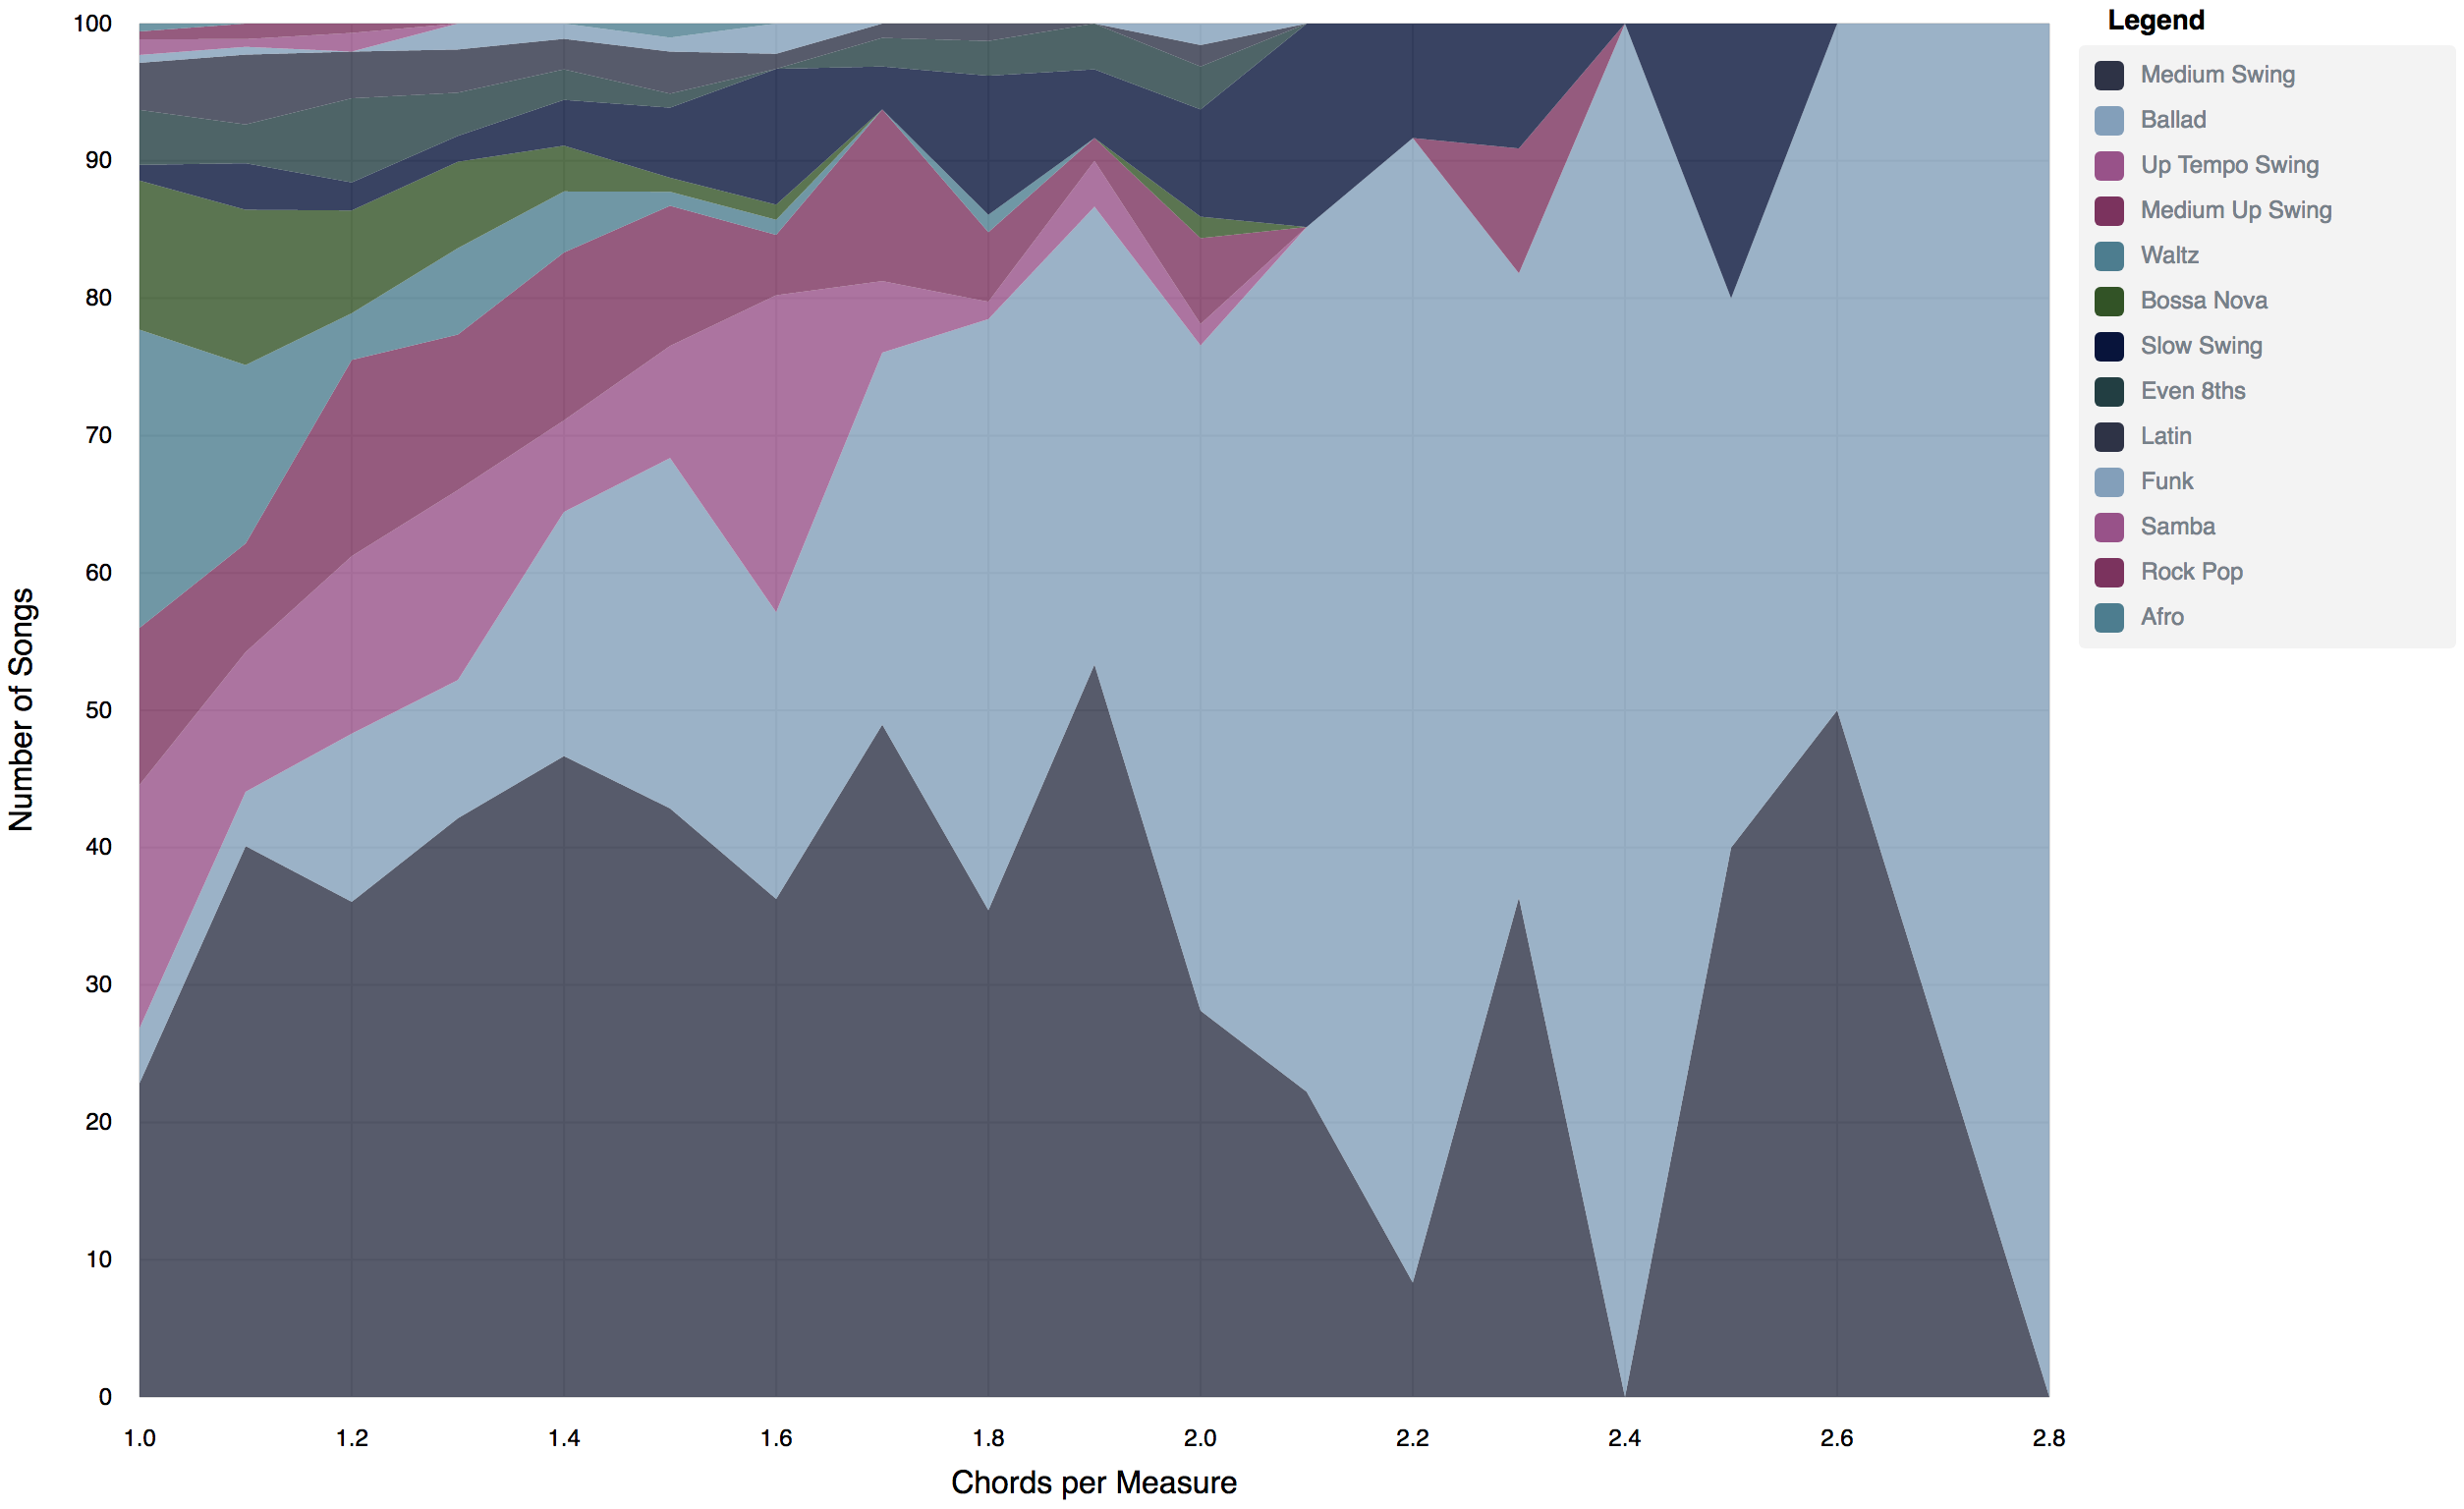 Legend
Medium Swing
Ballad
Up Tempo Swing
Medium Up Swing
Waltz
Bossa Nova
Slow Swing
Even 8ths
Latin
Funk
Samba
Rock Pop
Afro
Number of Songs
100
90
80
70
60
50
40
30
20
10
0
1.0 1.2 1.4 1.6 1.8 2.0 2.2 2.4 2.6 2.8
Chords per Measure